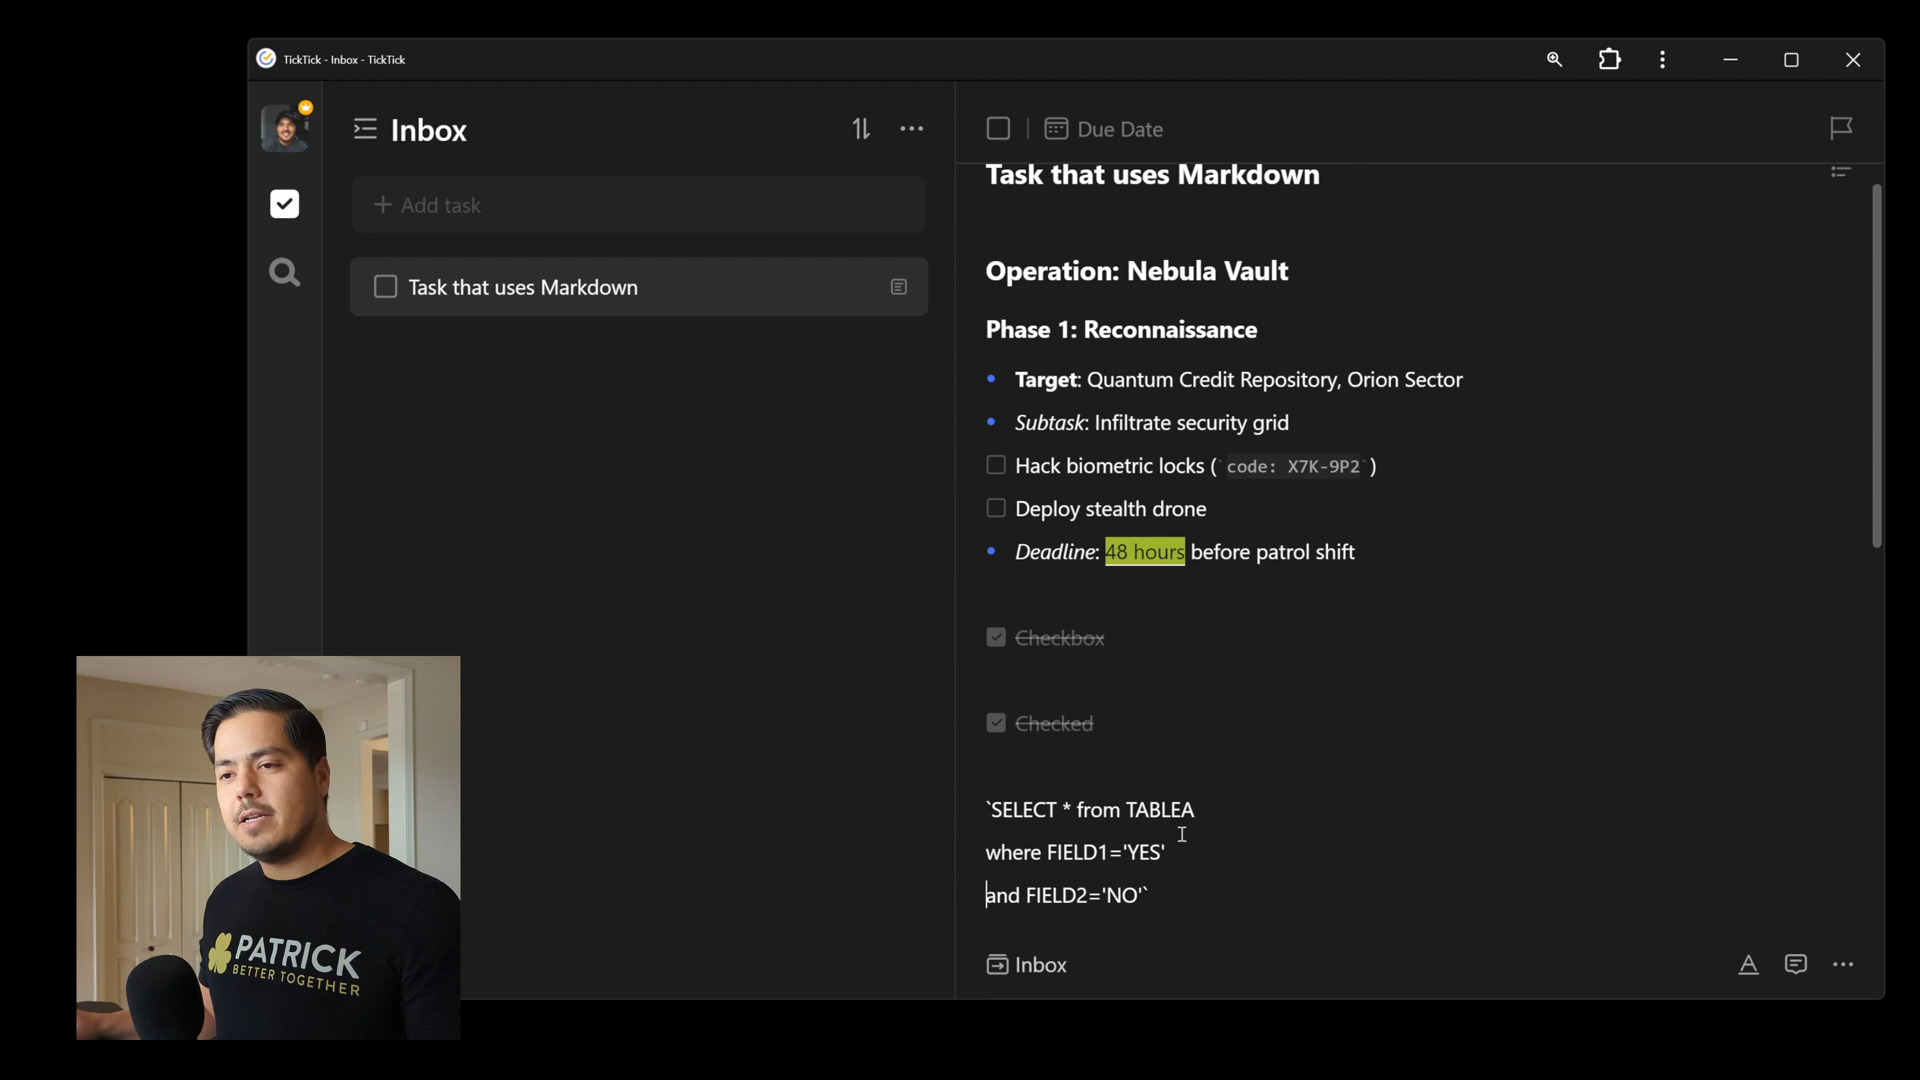 TickTick - Inbox - TickTick
Inbox
Add task
Task that uses Markdown
Due Date
Task that uses Markdown
Operation: Nebula Vault
Phase 1: Reconnaissance
Target: Quantum Credit Repository, Orion Sector
Subtask: Infiltrate security grid
Hack biometric locks (`code: X7K-9P2`)
Deploy stealth drone
Deadline: 48 hours before patrol shift
Checkbox
Checked
`SELECT * from TABLEA
where FIELD1='YES'
and FIELD2='NO'`
Inbox
PATRICK
BETTER TOGETHER